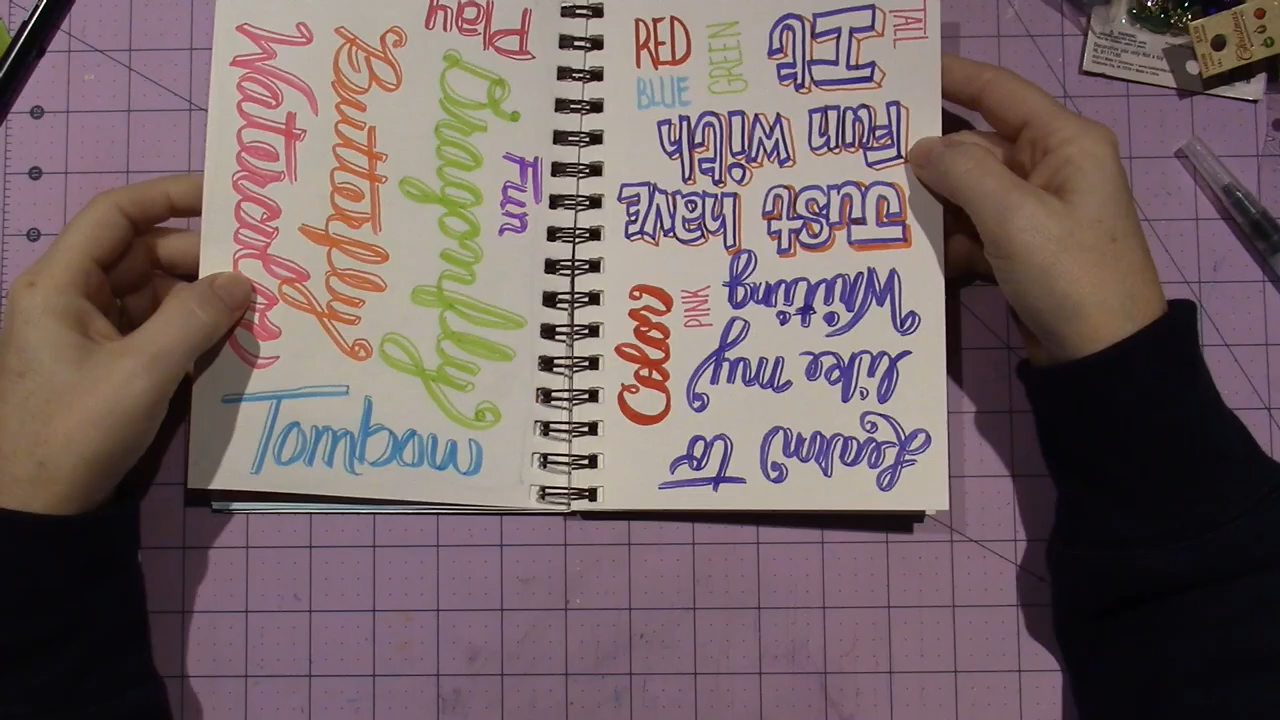 Play
Watercolor
Butterfly
Dragonfly
Fun
Tombow
TALL
RED
GREEN
BLUE
Learn to
like my
Writing
Just have
Fun with
it
Color
PINK